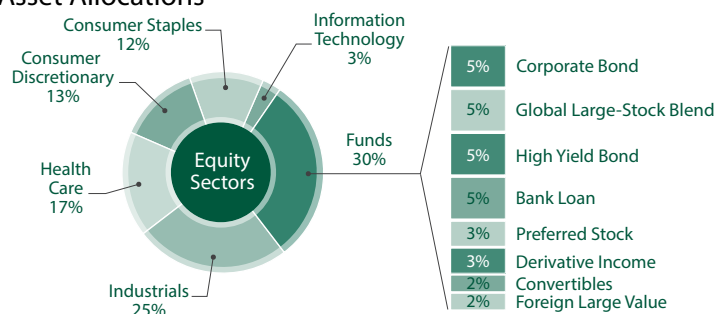 Asset Allocations
Consumer Staples
12%
Information
Technology
3%
Consumer
Discretionary
13%
Health
Care
17%
Equity
Sectors
Funds
30%
Industrials
25%
5% Corporate Bond
5% Global Large-Stock Blend
5% High Yield Bond
5% Bank Loan
3% Preferred Stock
3% Derivative Income
2% Convertibles
2% Foreign Large Value